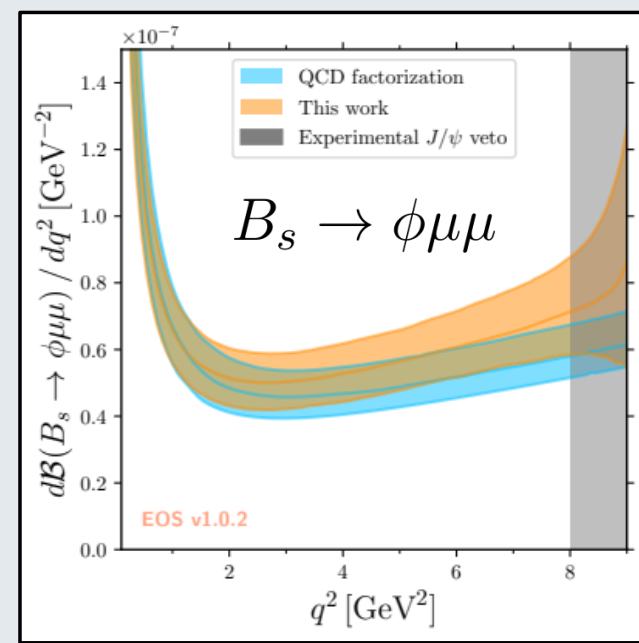 ×10⁻⁷
QCD factorization
This work
Experimental J/ψ veto
B_s → ϕμμ
dℬ(B_s → ϕμμ) / dq² [GeV⁻²]
1.4
1.2
1.0
0.8
0.6
0.4
0.2
0.0
EOS v1.0.2
2 4 6 8
q² [GeV²]